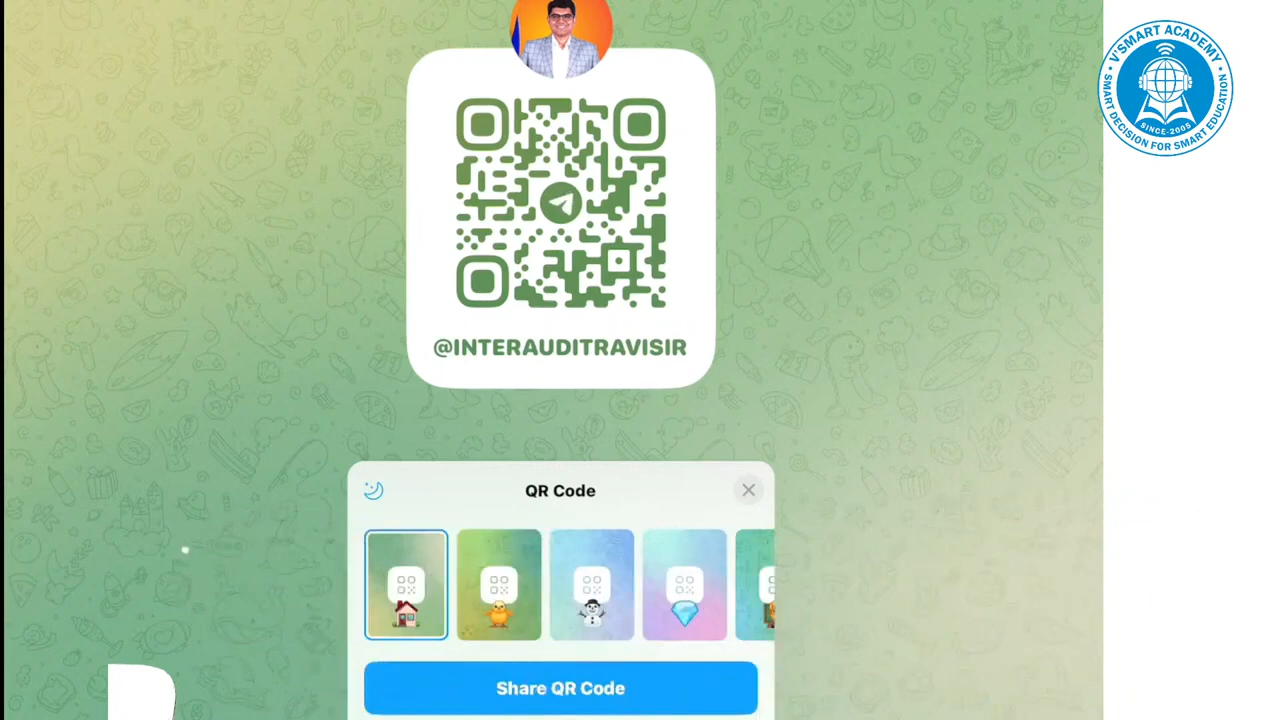 V'SMART ACADEMY
SMART DECISION FOR SMART EDUCATION
SINCE-2005
@INTERAUDITRAVISIR
QR Code
Share QR Code